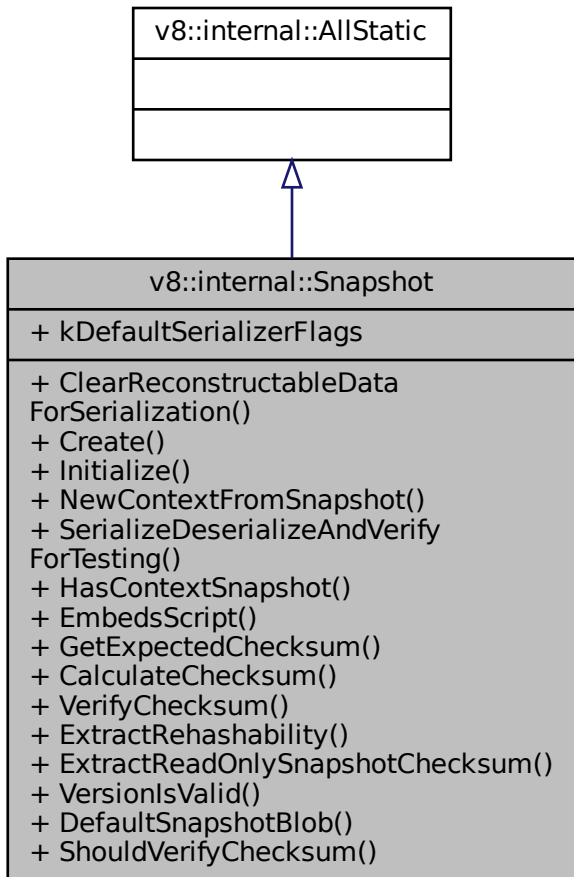 v8::internal::AllStatic
v8::internal::Snapshot
+ kDefaultSerializerFlags
+ ClearReconstructableData
ForSerialization()
+ Create()
+ Initialize()
+ NewContextFromSnapshot()
+ SerializeDeserializeAndVerify
ForTesting()
+ HasContextSnapshot()
+ EmbedsScript()
+ GetExpectedChecksum()
+ CalculateChecksum()
+ VerifyChecksum()
+ ExtractRehashability()
+ ExtractReadOnlySnapshotChecksum()
+ VersionIsValid()
+ DefaultSnapshotBlob()
+ ShouldVerifyChecksum()